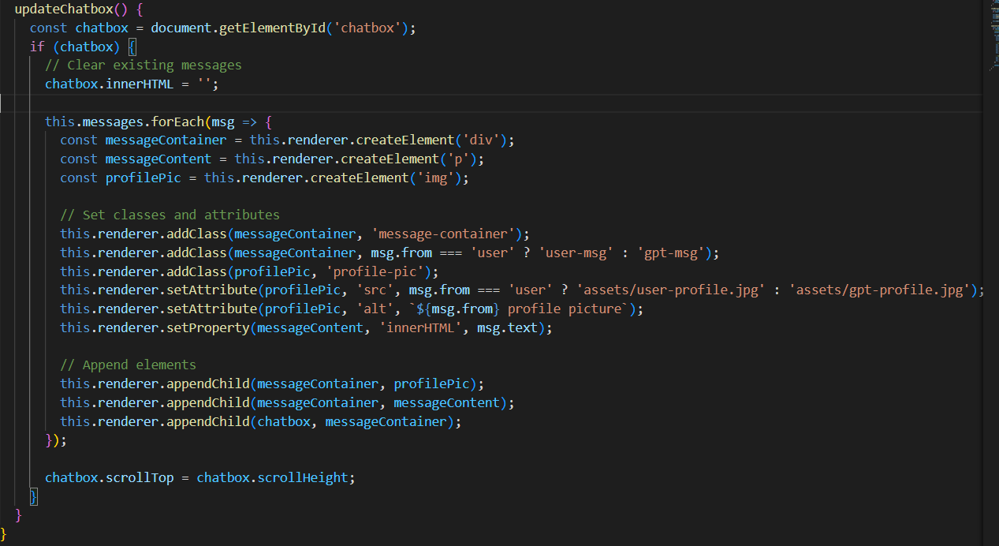 updateChatbox() {
const chatbox = document.getElementById('chatbox');
if (chatbox) {
// Clear existing messages
chatbox.innerHTML = '';
this.messages.forEach(msg => {
const messageContainer = this.renderer.createElement('div');
const messageContent = this.renderer.createElement('p');
const profilePic = this.renderer.createElement('img');
// Set classes and attributes
this.renderer.addClass(messageContainer, 'message-container');
this.renderer.addClass(messageContainer, msg.from === 'user' ? 'user-msg' : 'gpt-msg');
this.renderer.addClass(profilePic, 'profile-pic');
this.renderer.setAttribute(profilePic, 'src', msg.from === 'user' ? 'assets/user-profile.jpg' : 'assets/gpt-profile.jpg');
this.renderer.setAttribute(profilePic, 'alt', `${msg.from} profile picture`);
this.renderer.setProperty(messageContent, 'innerHTML', msg.text);
// Append elements
this.renderer.appendChild(messageContainer, profilePic);
this.renderer.appendChild(messageContainer, messageContent);
this.renderer.appendChild(chatbox, messageContainer);
});
chatbox.scrollTop = chatbox.scrollHeight;
}
}
}